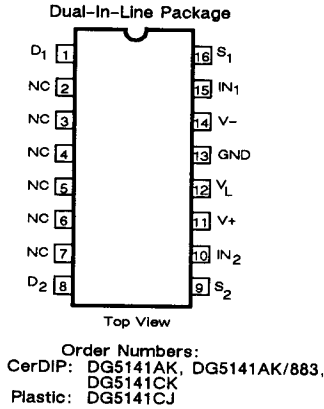 Dual-In-Line Package
D1 1 16 S1
NC 2 15 IN1
NC 3 14 V-
NC 4 13 GND
NC 5 12 VL
NC 6 11 V+
NC 7 10 IN2
D2 8 9 S2
Top View
Order Numbers:
CerDIP: DG5141AK, DG5141AK/883,
DG5141CK
Plastic: DG5141CJ